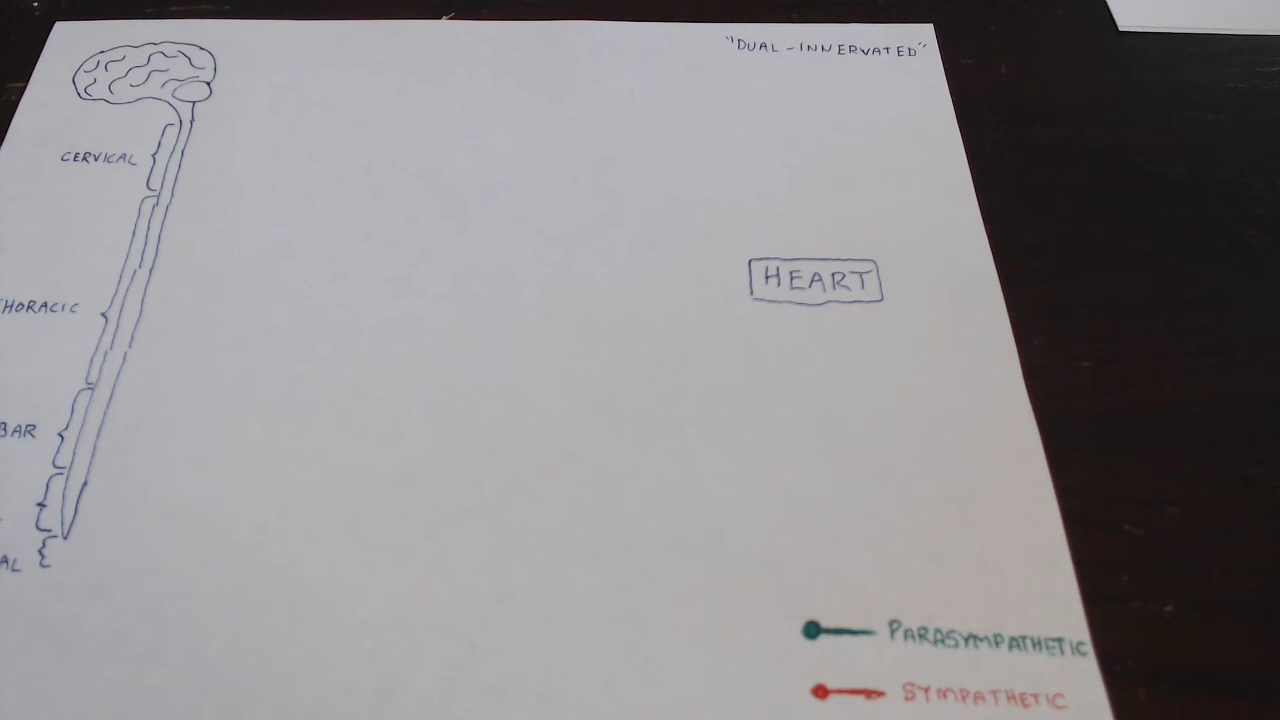 "DUAL-INNERVATED"
CERVICAL
HEART
HORACIC
BAR
AL
PARASYMPATHETIC
SYMPATHETIC